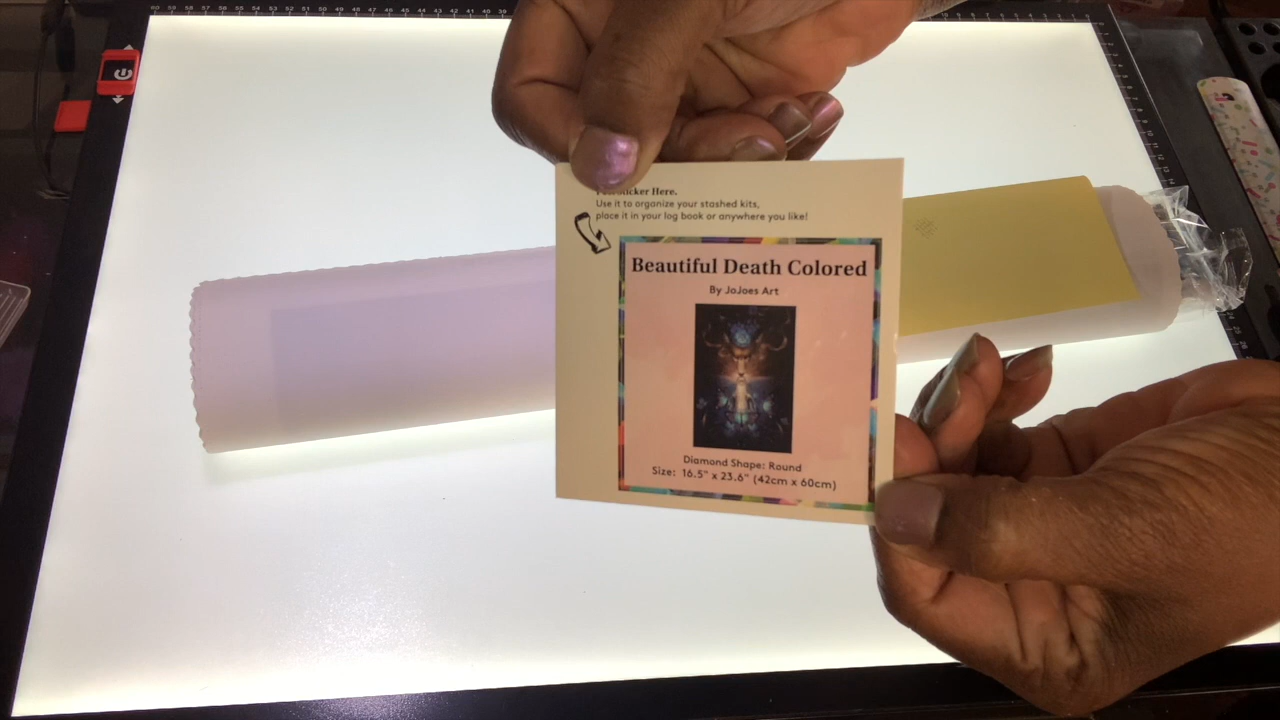 Sticker Here.
Use it to organize your stashed kits,
place it in your log book or anywhere you like!
Beautiful Death Colored
By JoJoes Art
Diamond Shape: Round
Size: 16.5" x 23.6" (42cm x 60cm)